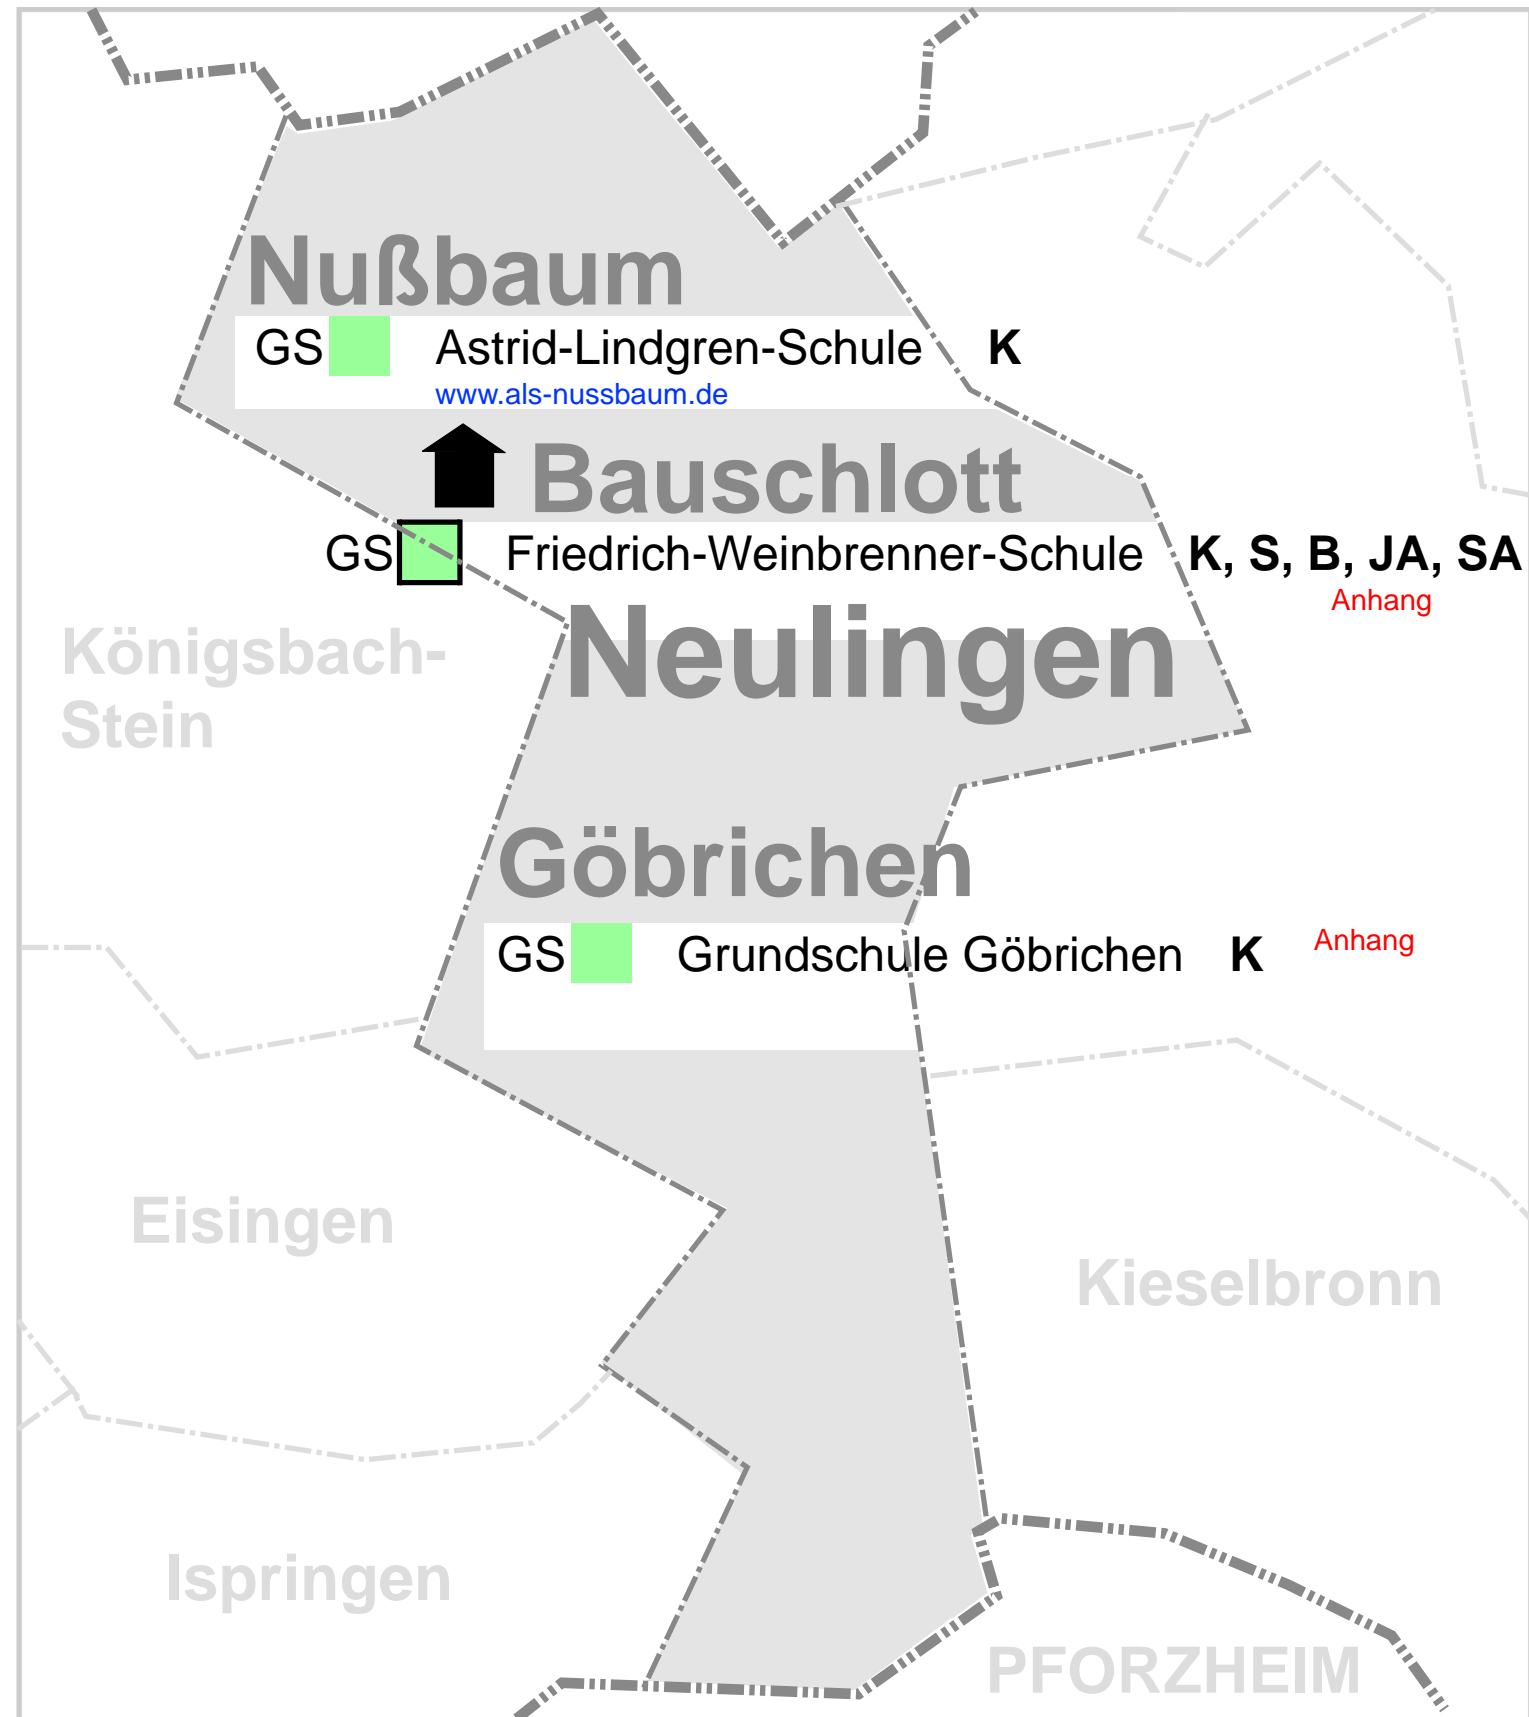 Nußbaum
GS Astrid-Lindgren-Schule K
www.als-nussbaum.de
Bauschlott
GS Friedrich-Weinbrenner-Schule K, S, B, JA, SA
Anhang
Neulingen
Königsbach-
Stein
Göbrichen
GS Grundschule Göbrichen K Anhang
Eisingen
Kieselbronn
Ispringen
PFORZHEIM